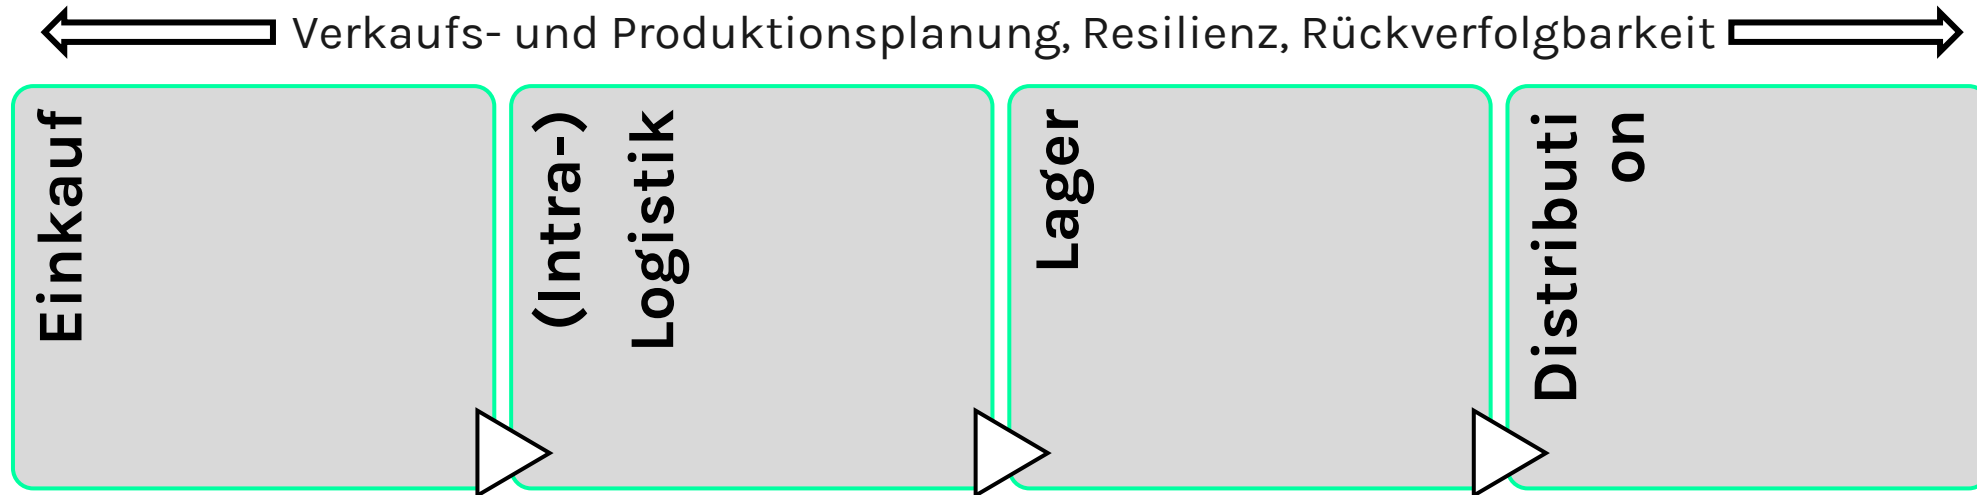 Verkaufs- und Produktionsplanung, Resilienz, Rückverfolgbarkeit
Einkauf
(Intra-)
Logistik
Lager
Distributi
on